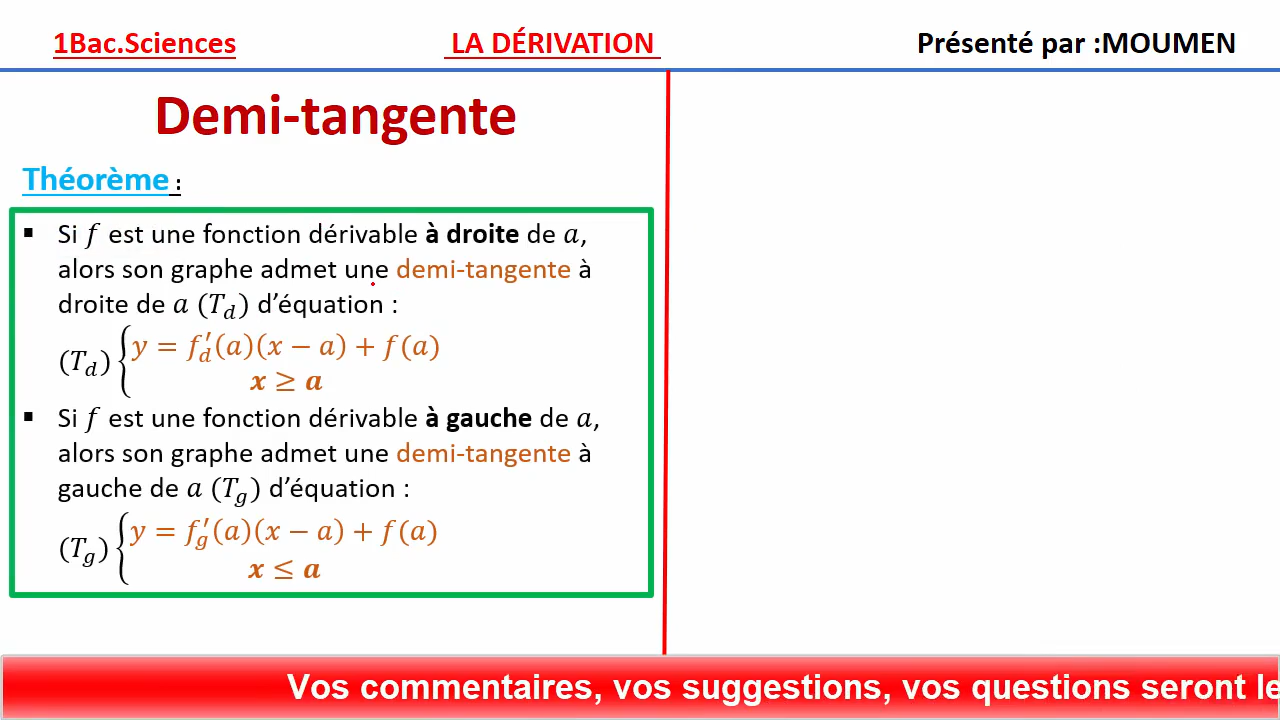 1Bac.Sciences
LA DÉRIVATION
Présenté par :MOUMEN
Demi-tangente
Théorème :
▪ Si f est une fonction dérivable à droite de a,
alors son graphe admet une demi-tangente à
droite de a (T_d) d'équation :
(T_d) { y = f′_d(a)(x − a) + f(a)
x ≥ a
▪ Si f est une fonction dérivable à gauche de a,
alors son graphe admet une demi-tangente à
gauche de a (T_g) d'équation :
(T_g) { y = f′_g(a)(x − a) + f(a)
x ≤ a
Vos commentaires, vos suggestions, vos questions seront le